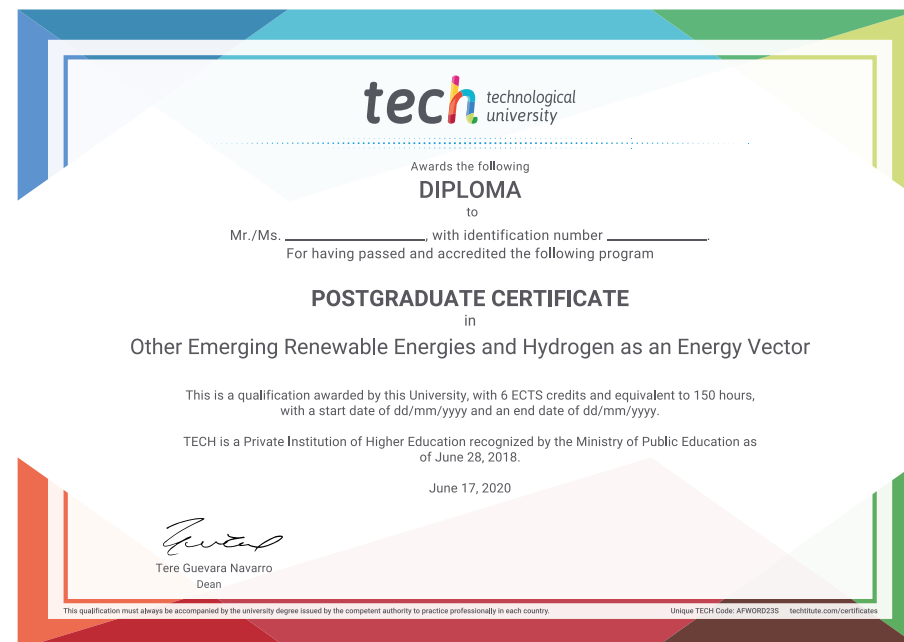 tech technological
university
Awards the following
DIPLOMA
to
Mr./Ms. ____________________, with identification number ______________.
For having passed and accredited the following program
POSTGRADUATE CERTIFICATE
in
Other Emerging Renewable Energies and Hydrogen as an Energy Vector
This is a qualification awarded by this University, with 6 ECTS credits and equivalent to 150 hours,
with a start date of dd/mm/yyyy and an end date of dd/mm/yyyy.
TECH is a Private Institution of Higher Education recognized by the Ministry of Public Education as
of June 28, 2018.
June 17, 2020
Tere Guevara Navarro
Dean
This qualification must always be accompanied by the university degree issued by the competent authority to practice professionally in each country. Unique TECH Code: AFWORD23S techtitute.com/certificates